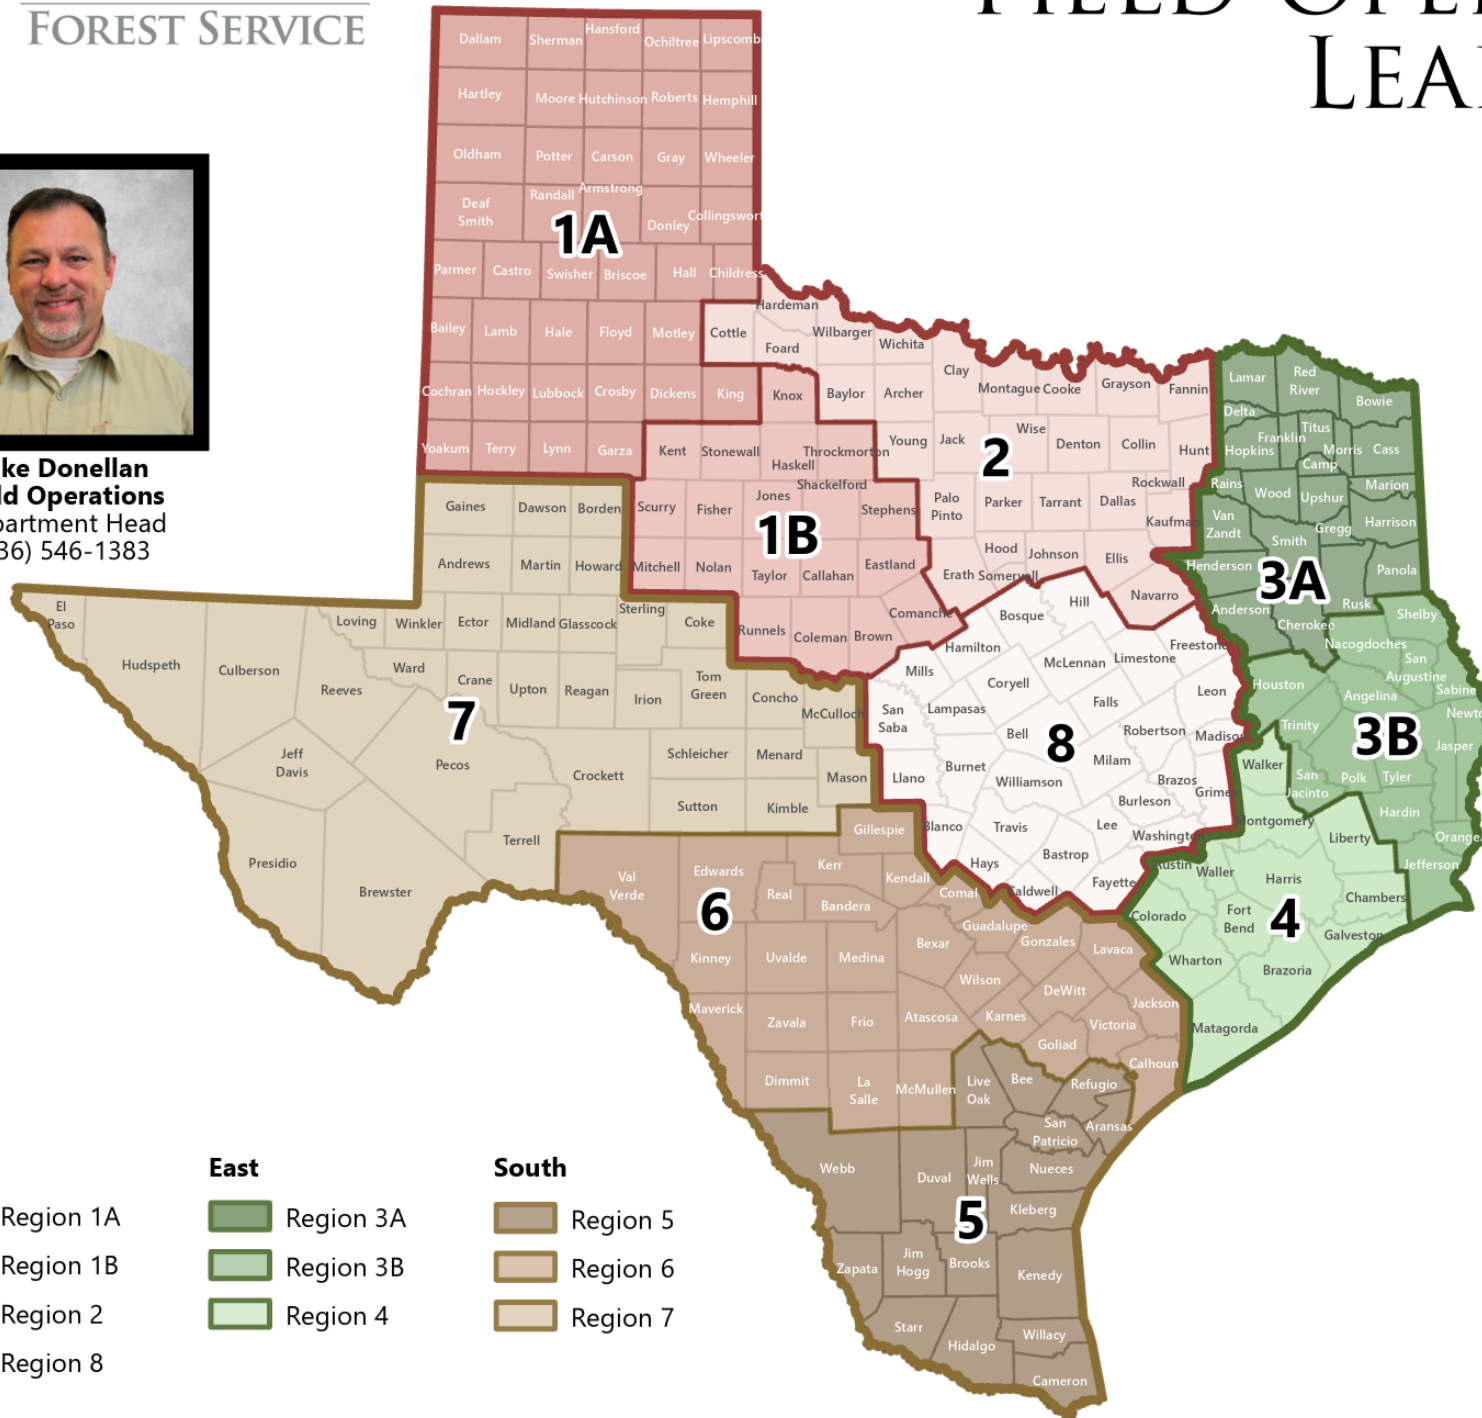 FOREST SERVICE
LEA
ke Donellan
ld Operations
partment Head
36) 546-1383
Dallam
Sherman
Hansford
Ochiltree
Lipscomb
Hartley
Moore
Hutchinson
Roberts
Hemphill
Oldham
Potter
Carson
Gray
Wheeler
Deaf
Smith
Randall
Armstrong
Donley
Collingswort
1A
Parmer
Castro
Swisher
Briscoe
Hall
Childress
Bailey
Lamb
Hale
Floyd
Motley
Cochran
Hockley
Lubbock
Crosby
Dickens
King
Yoakum
Terry
Lynn
Garza
Cottle
Hardeman
Foard
Wilbarger
Wichita
Clay
Montague
Cooke
Grayson
Fannin
Baylor
Archer
Young
Jack
Wise
Denton
Collin
Hunt
2
Palo
Pinto
Parker
Tarrant
Dallas
Rockwall
Kaufman
Hood
Johnson
Ellis
Erath
Somervell
Navarro
Knox
Kent
Stonewall
Haskell
Throckmorton
Scurry
Fisher
Jones
Shackelford
Stephens
1B
Mitchell
Nolan
Taylor
Callahan
Eastland
Runnels
Coleman
Brown
Comanche
Lamar
Red
River
Bowie
Delta
Hopkins
Franklin
Titus
Camp
Morris
Cass
Rains
Wood
Upshur
Marion
Van
Zandt
Smith
Gregg
Harrison
Henderson
3A
Panola
Anderson
Cherokee
Rusk
Shelby
Nacogdoches
San
Augustine
Sabine
Houston
Angelina
Newto
Trinity
3B
Jasper
San
Jacinto
Polk
Tyler
Hardin
Orange
Jefferson
Bosque
Hill
Hamilton
McLennan
Limestone
Freestone
Mills
Coryell
Falls
Leon
San
Saba
Lampasas
Bell
8
Robertson
Madison
Llano
Burnet
Williamson
Milam
Brazos
Grimes
Burleson
Blanco
Travis
Lee
Washington
Hays
Bastrop
Caldwell
Fayette
Walker
Montgomery
Liberty
Austin
Waller
Harris
Chambers
Colorado
Fort
Bend
4
Galveston
Wharton
Brazoria
Matagorda
Gaines
Dawson
Borden
Andrews
Martin
Howard
El
Paso
Hudspeth
Culberson
Loving
Winkler
Ector
Midland
Glasscock
Sterling
Coke
Reeves
Ward
Crane
Upton
Reagan
Irion
Tom
Green
Concho
McCulloch
7
Jeff
Davis
Pecos
Crockett
Schleicher
Menard
Mason
Sutton
Kimble
Presidio
Brewster
Terrell
Val
Verde
Edwards
Kerr
Gillespie
Real
Bandera
Kendall
Comal
6
Kinney
Uvalde
Medina
Bexar
Guadalupe
Gonzales
Lavaca
Wilson
DeWitt
Jackson
Maverick
Zavala
Frio
Atascosa
Karnes
Victoria
Goliad
Calhoun
Dimmit
La
Salle
McMullen
Live
Oak
Bee
Refugio
San
Patricio
Aransas
Webb
Duval
Jim
Wells
Nueces
Kleberg
5
Zapata
Jim
Hogg
Brooks
Kenedy
Starr
Hidalgo
Willacy
Cameron
Region 1A
Region 1B
Region 2
Region 8
East
Region 3A
Region 3B
Region 4
South
Region 5
Region 6
Region 7